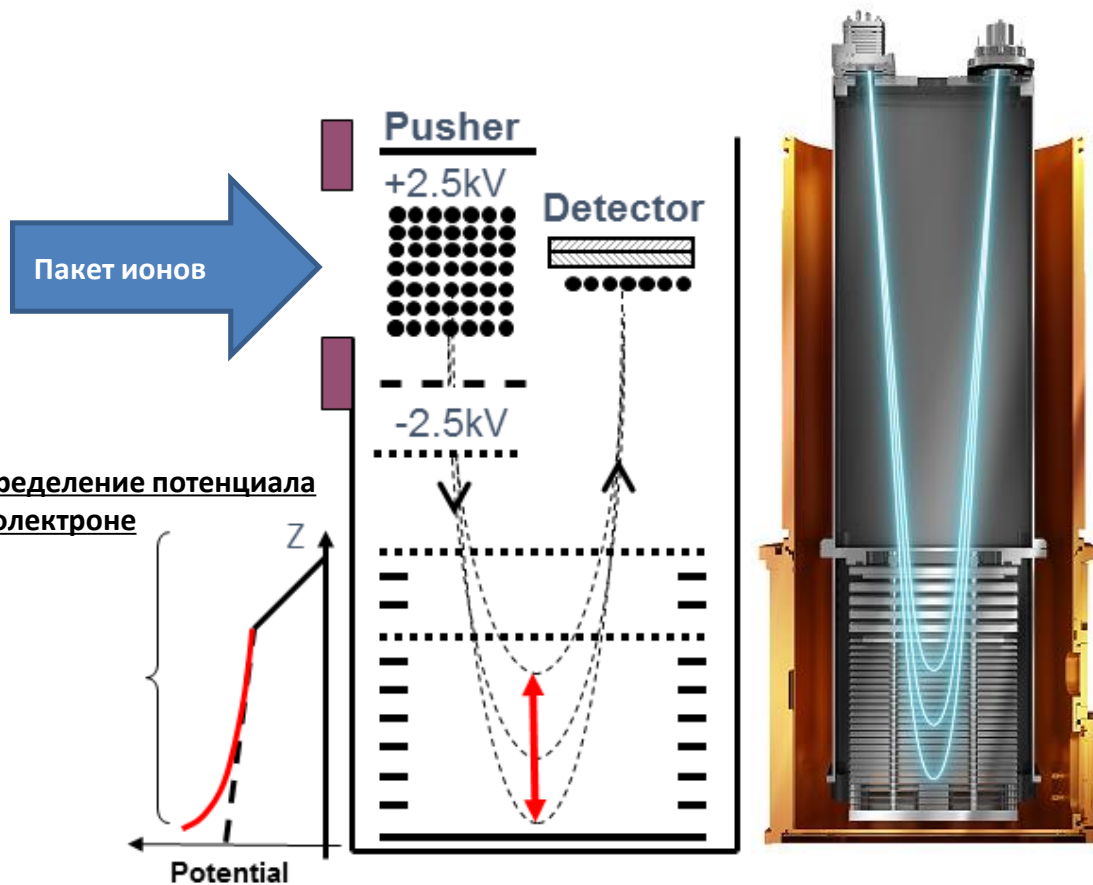 Pusher
+2.5kV
Detector
Пакет ионов
-2.5kV
ределение потенциала
олектроне
Z
Potential